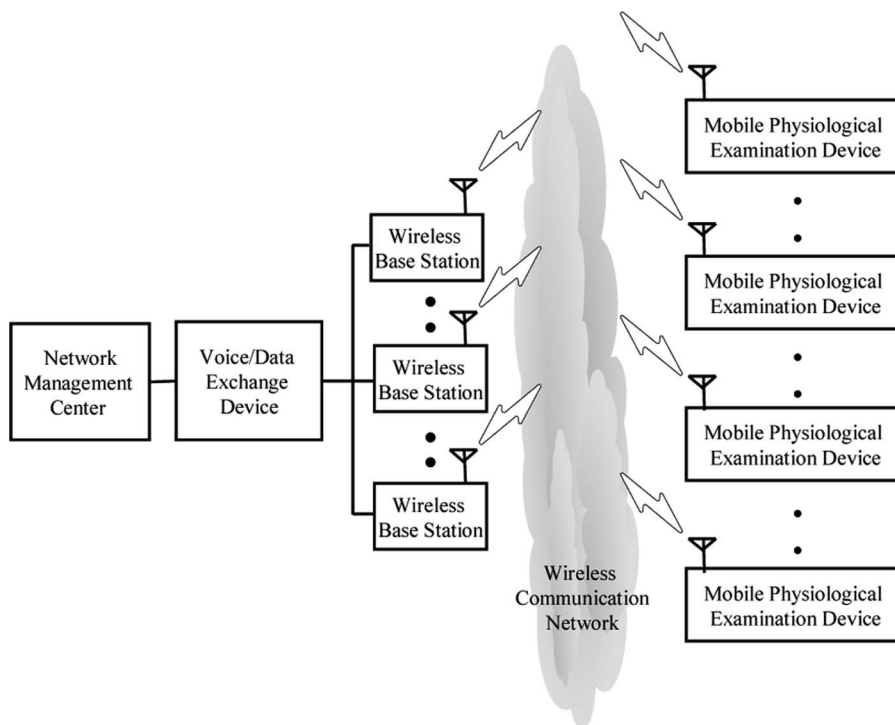 Network
Management
Center
Voice/Data
Exchange
Device
Wireless
Base Station
Wireless
Base Station
Wireless
Base Station
Wireless
Communication
Network
Mobile Physiological
Examination Device
Mobile Physiological
Examination Device
Mobile Physiological
Examination Device
Mobile Physiological
Examination Device